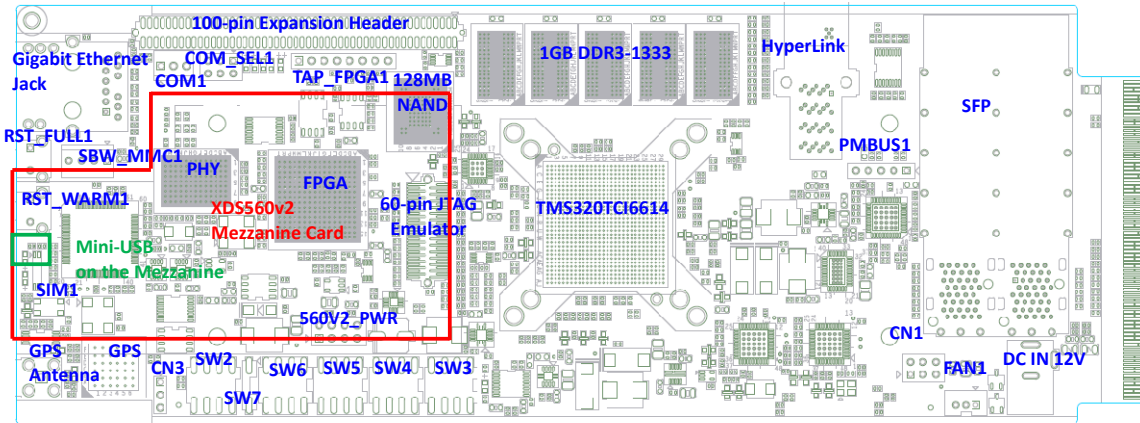 100-pin Expansion Header
Gigabit Ethernet
Jack
COM_SEL1
COM1
TAP_FPGA1
128MB
NAND
1GB DDR3-1333
HyperLink
SFP
RST_FULL1
SBW_MMC1
PMBUS1
PHY
FPGA
RST_WARM1
XDS560v2
Mezzanine Card
60-pin JTAG
Emulator
TMS320TCI6614
Mini-USB
on the Mezzanine
SIM1
560V2_PWR
CN1
GPS
Antenna
GPS
CN3
SW2
SW7
SW6
SW5
SW4
SW3
FAN1
DC IN 12V